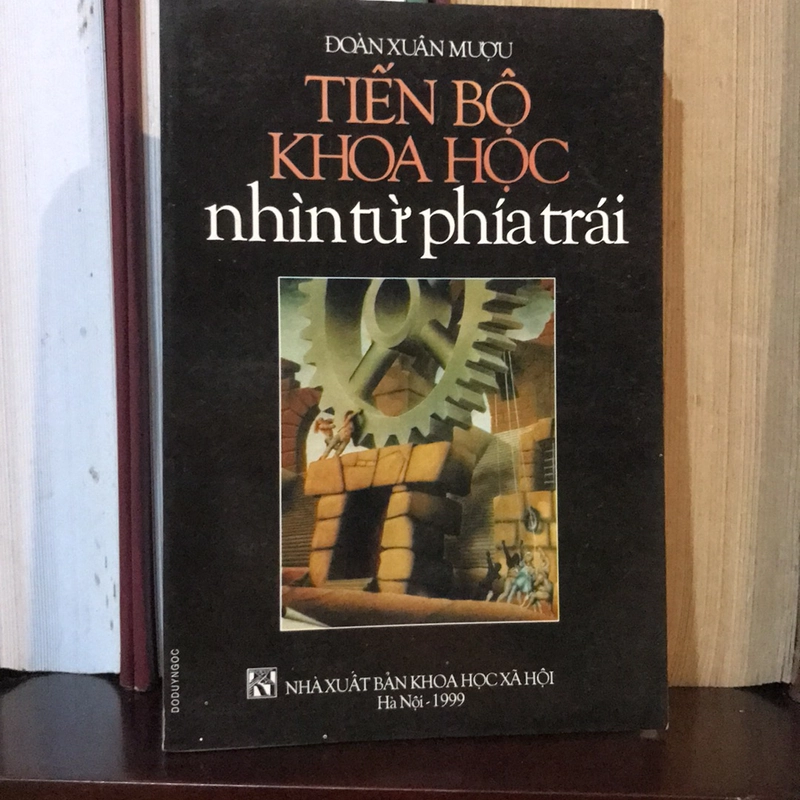 ĐOÀN XUÂN MƯỢU
TIẾN BỘ
KHOA HỌC
nhìn từ phía trái
DODUYNGOC
NHÀ XUẤT BẢN KHOA HỌC XÃ HỘI
Hà Nội - 1999